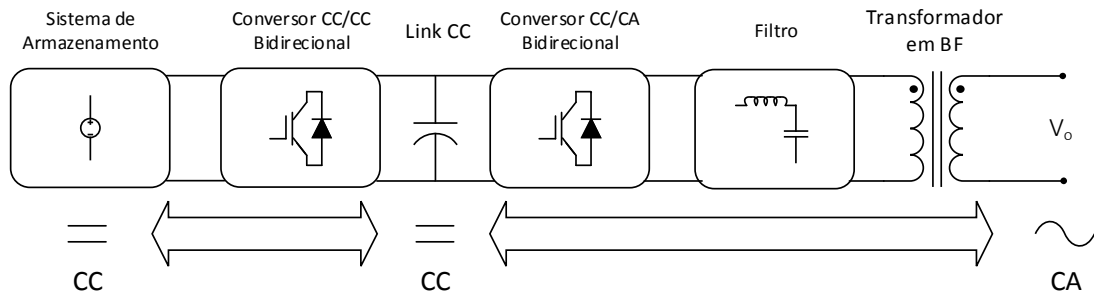 Sistema de
Armazenamento
Conversor CC/CC
Bidirecional
Link CC
Conversor CC/CA
Bidirecional
Filtro
Transformador
em BF
Vo
CC
CC
CA